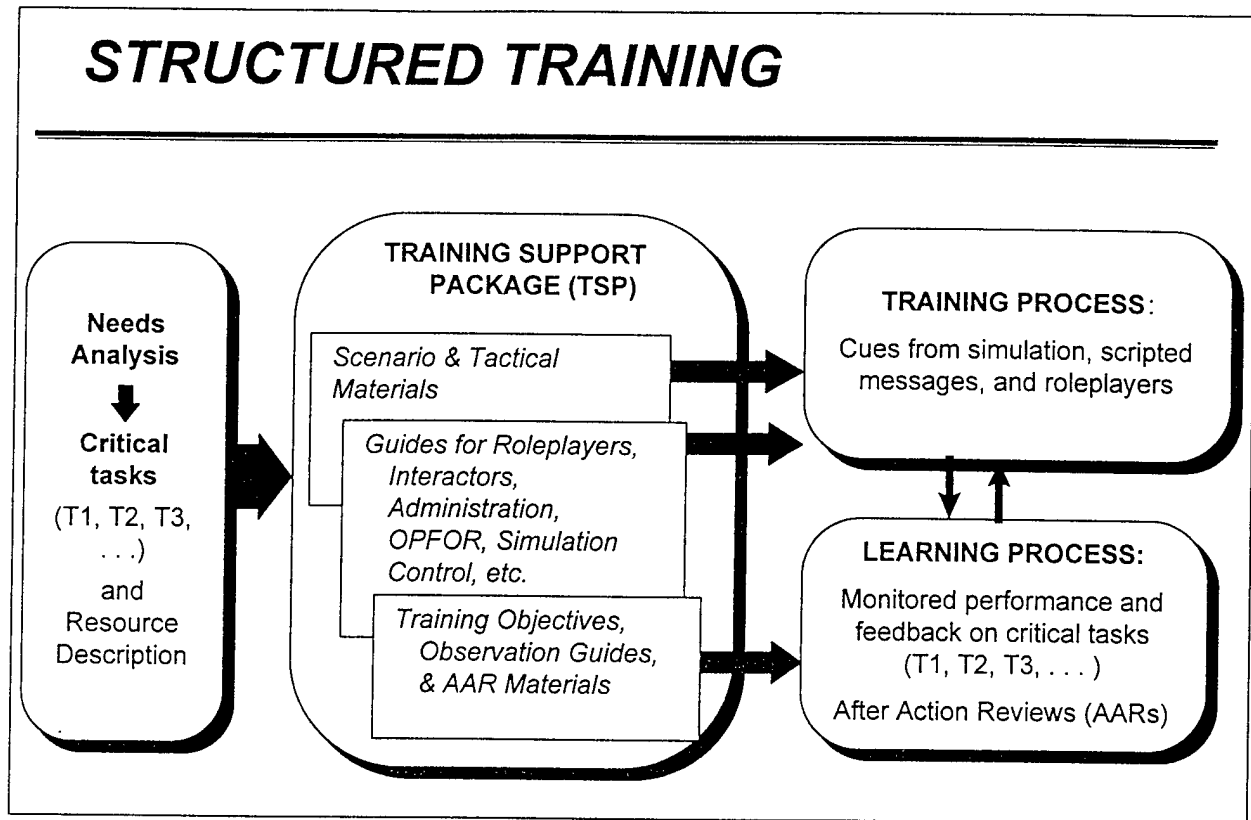 STRUCTURED TRAINING
Needs
Analysis
Critical
tasks
(T1, T2, T3,
. . .)
and
Resource
Description
TRAINING SUPPORT
PACKAGE (TSP)
Scenario & Tactical
Materials
Guides for Roleplayers,
Interactors,
Administration,
OPFOR, Simulation
Control, etc.
Training Objectives,
Observation Guides,
& AAR Materials
TRAINING PROCESS:
Cues from simulation, scripted
messages, and roleplayers
LEARNING PROCESS:
Monitored performance and
feedback on critical tasks
(T1, T2, T3, . . . )
After Action Reviews (AARs)